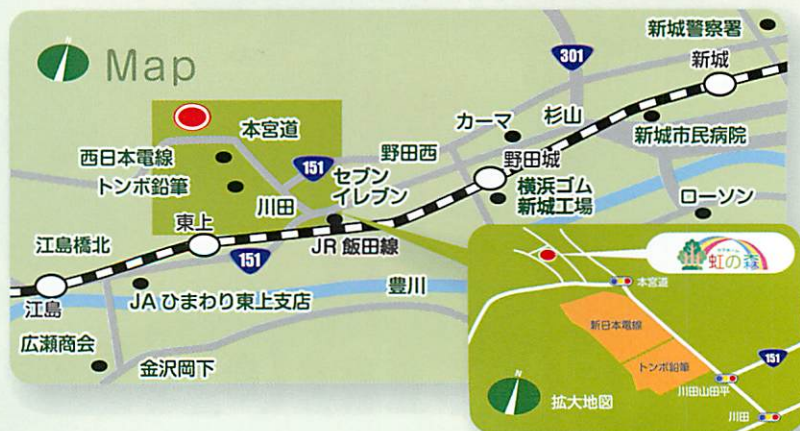 N
Map
新城警察署
新城
301
カーマ
杉山
新城市民病院
本宮道
西日本電線
トンボ鉛筆
151
野田西
野田城
セブン
イレブン
川田
横浜ゴム
新城工場
ローソン
東上
江島橋北
JR飯田線
151
江島
JAひまわり東上支店
豊川
広瀬商会
金沢岡下
虹の森
本宮道
新日本電線
トンボ鉛筆
151
川田山田平
川田
N
拡大地図